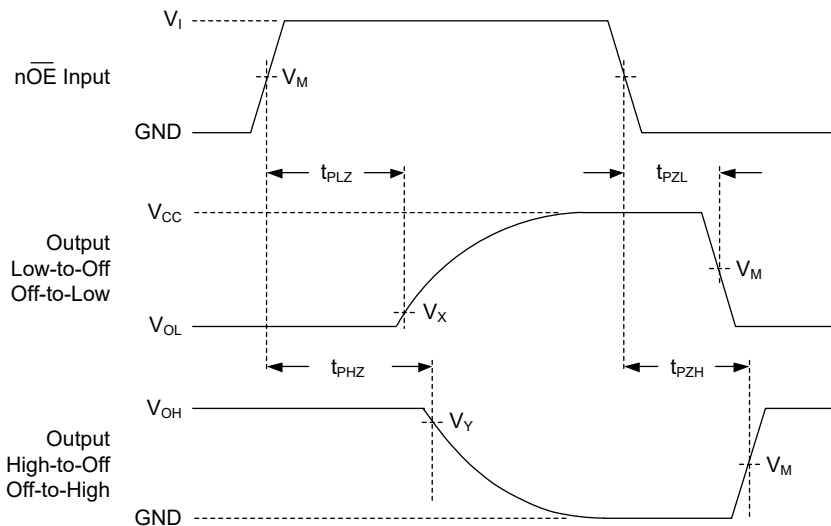 V_I
nO̅E̅ Input
V_M
GND
t_PLZ
t_PZL
V_CC
Output
Low-to-Off
Off-to-Low
V_M
V_X
V_OL
t_PHZ
t_PZH
V_OH
V_Y
Output
High-to-Off
Off-to-High
V_M
GND